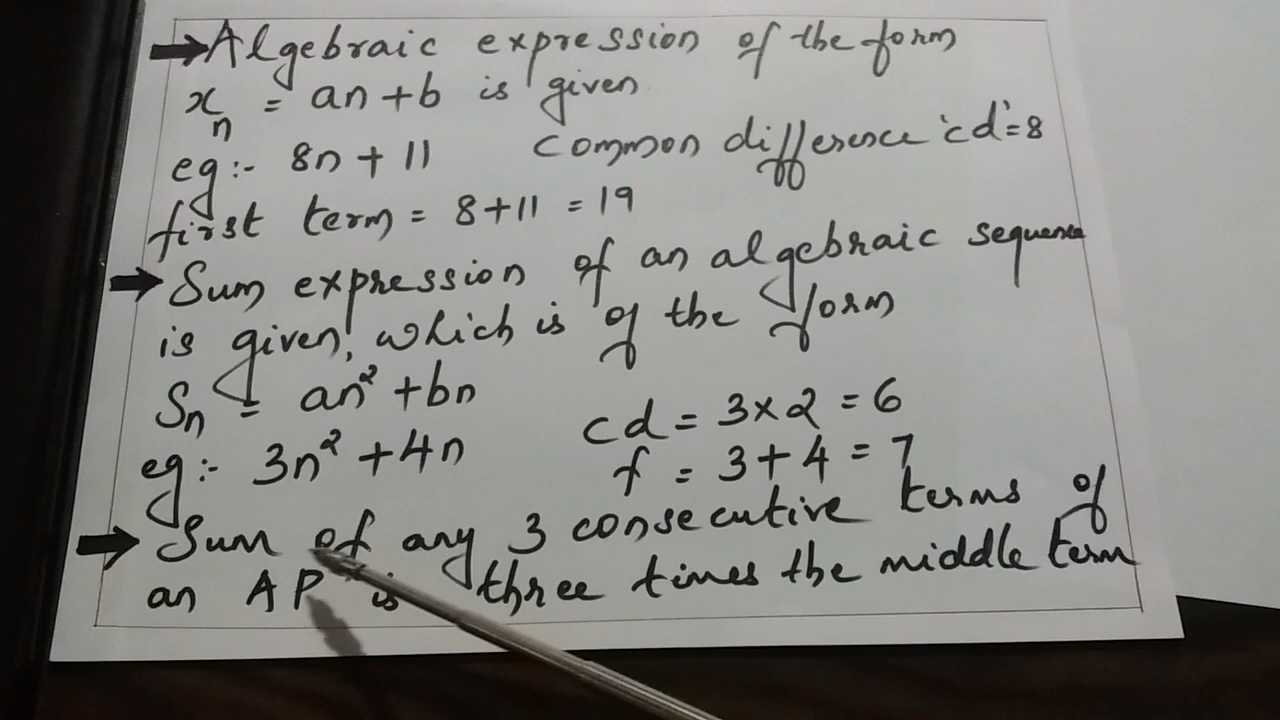 → Algebraic expression of the form
xₙ = an + b is given
eg:- 8n + 11 common difference 'cd' = 8
first term = 8+11 = 19
→ Sum expression of an algebraic sequence
is given, which is of the form
Sₙ = an² + bn
eg:- 3n² + 4n cd = 3×2 = 6
f = 3+4 = 7
→ Sum of any 3 consecutive terms of
an AP is three times the middle term